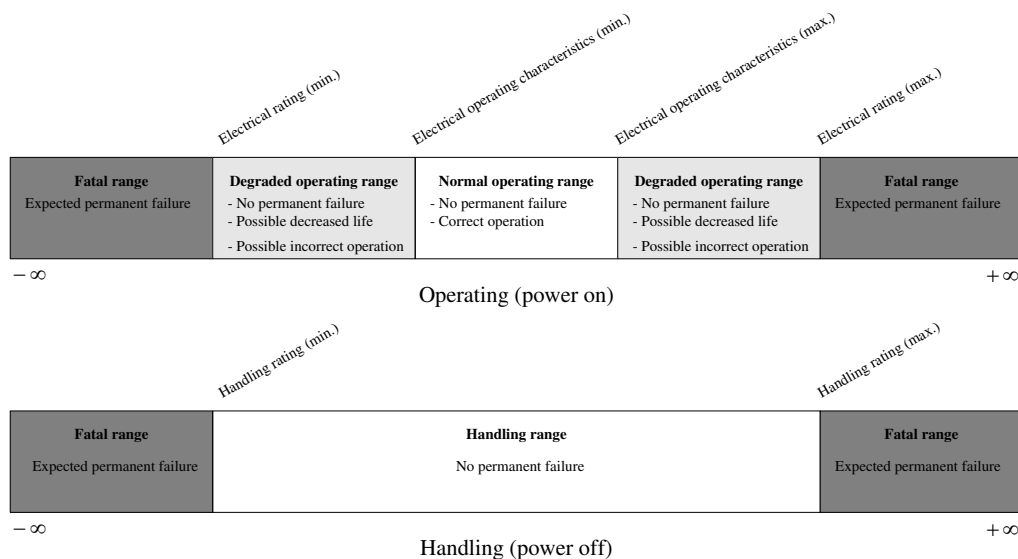 Electrical rating (min.)
Electrical operating characteristics (min.)
Electrical operating characteristics (max.)
Electrical rating (max.)
Fatal range
Expected permanent failure
Degraded operating range
- No permanent failure
- Possible decreased life
- Possible incorrect operation
Normal operating range
- No permanent failure
- Correct operation
Degraded operating range
- No permanent failure
- Possible decreased life
- Possible incorrect operation
Fatal range
Expected permanent failure
− ∞
+ ∞
Operating (power on)
Handling rating (min.)
Handling rating (max.)
Fatal range
Expected permanent failure
Handling range
No permanent failure
Fatal range
Expected permanent failure
− ∞
+ ∞
Handling (power off)